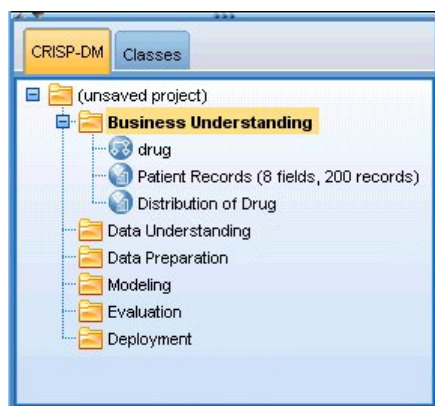 CRISP-DM Classes
(unsaved project)
Business Understanding
drug
Patient Records (8 fields, 200 records)
Distribution of Drug
Data Understanding
Data Preparation
Modeling
Evaluation
Deployment